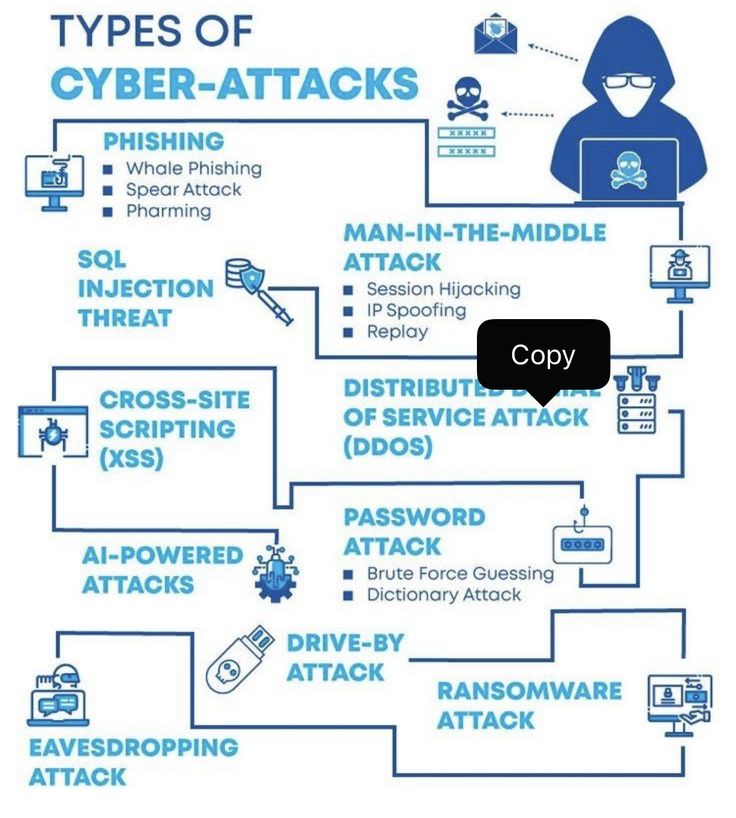 TYPES OF
CYBER-ATTACKS
PHISHING
Whale Phishing
Spear Attack
Pharming
MAN-IN-THE-MIDDLE
ATTACK
Session Hijacking
IP Spoofing
Replay
SQL
INJECTION
THREAT
Copy
DISTRIBUTED
OF SERVICE ATTACK
(DDOS)
CROSS-SITE
SCRIPTING
(XSS)
PASSWORD
ATTACK
Brute Force Guessing
Dictionary Attack
AI-POWERED
ATTACKS
DRIVE-BY
ATTACK
RANSOMWARE
ATTACK
EAVESDROPPING
ATTACK